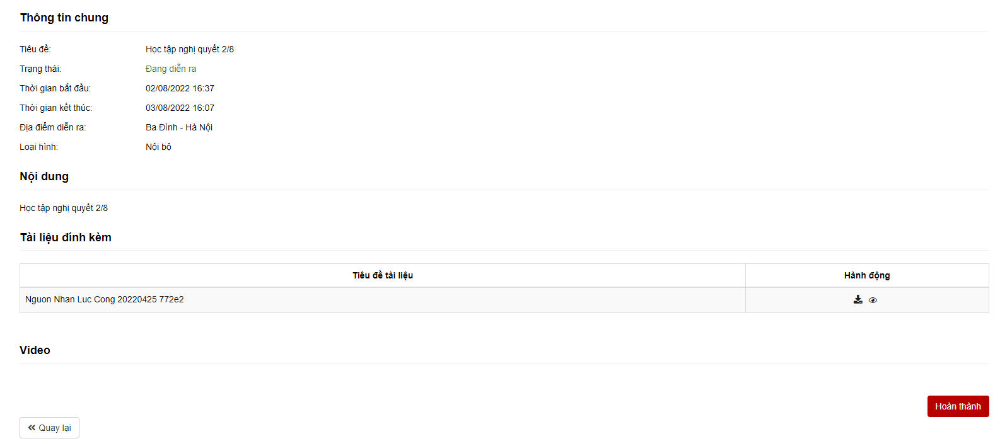 Thông tin chung
Tiêu đề: Học tập nghị quyết 2/8
Trạng thái: Đang diễn ra
Thời gian bắt đầu: 02/08/2022 16:37
Thời gian kết thúc: 03/08/2022 16:07
Địa điểm diễn ra: Ba Đình - Hà Nội
Loại hình: Nội bộ
Nội dung
Học tập nghị quyết 2/8
Tài liệu đính kèm
Tiêu đề tài liệu Hành động
Nguon Nhan Luc Cong 20220425 772e2
Video
Hoàn thành
Quay lại